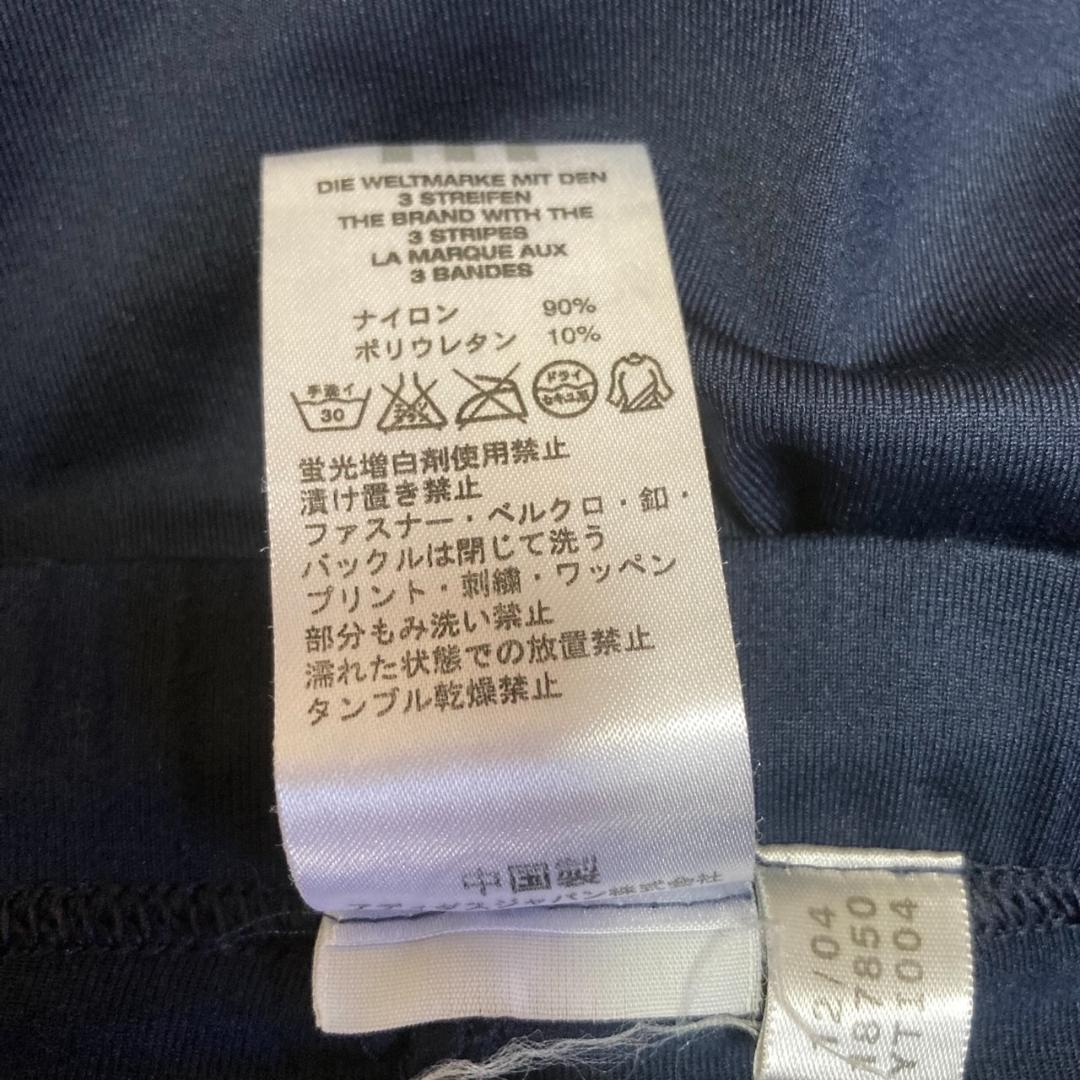 DIE WELTMARKE MIT DEN
3 STREIFEN
THE BRAND WITH THE
3 STRIPES
LA MARQUE AUX
3 BANDES
ナイロン 90%
ポリウレタン 10%
手洗イ
30
ドライ
セキユ系
蛍光増白剤使用禁止
漬け置き禁止
ファスナー・ベルクロ・釦・
バックルは閉じて洗う
プリント・刺繍・ワッペン
部分もみ洗い禁止
濡れた状態での放置禁止
タンブル乾燥禁止
中国製
アディダスジャパン株式会社
12/04
187850
YT I004